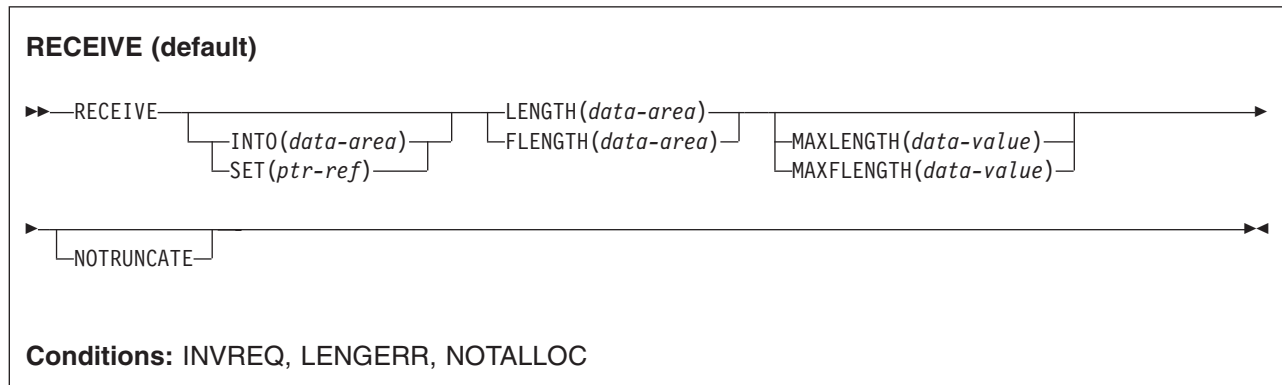 RECEIVE (default)
RECEIVE LENGTH(data-area)
INTO(data-area) FLENGTH(data-area) MAXLENGTH(data-value)
SET(ptr-ref) MAXFLENGTH(data-value)
NOTRUNCATE
Conditions: INVREQ, LENGERR, NOTALLOC